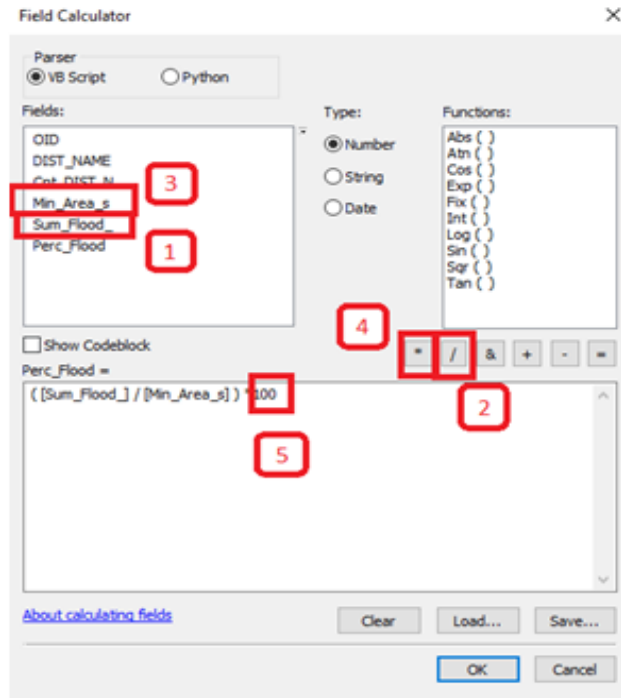 Field Calculator
Parser
VB Script Python
Fields: Type: Functions:
OID
DIST_NAME
Cnt_DIST_N
Min_Area_s
Sum_Flood_
Perc_Flood
3
1
Number
String
Date
Abs ( )
Atn ( )
Cos ( )
Exp ( )
Fix ( )
Int ( )
Log ( )
Sin ( )
Sqr ( )
Tan ( )
4
Show Codeblock
* / & + - =
Perc_Flood =
( [Sum_Flood_] / [Min_Area_s] ) * 100
2
5
About calculating fields Clear Load... Save...
OK Cancel